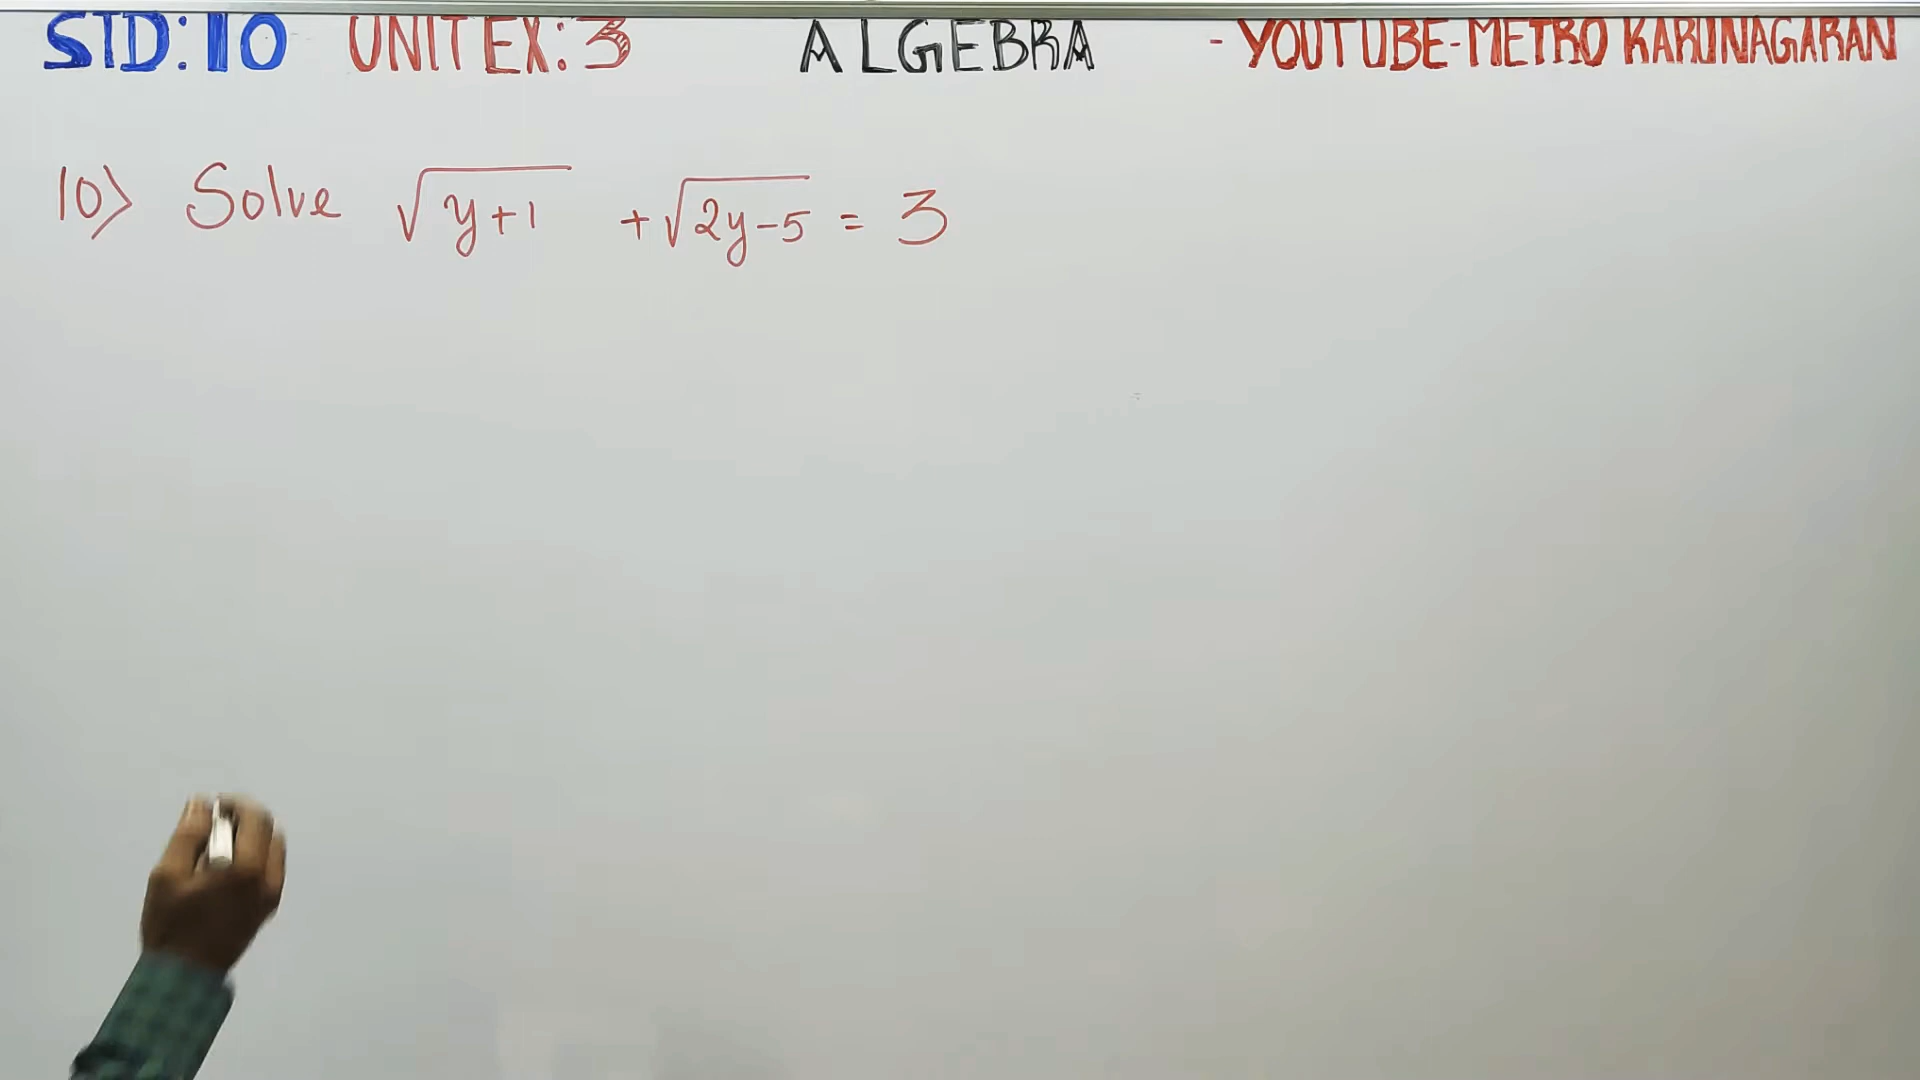 STD:10 UNIT EX:3 ALGEBRA - YOUTUBE-METRO KARUNAGARAN
10> Solve √(y+1) + √(2y-5) = 3